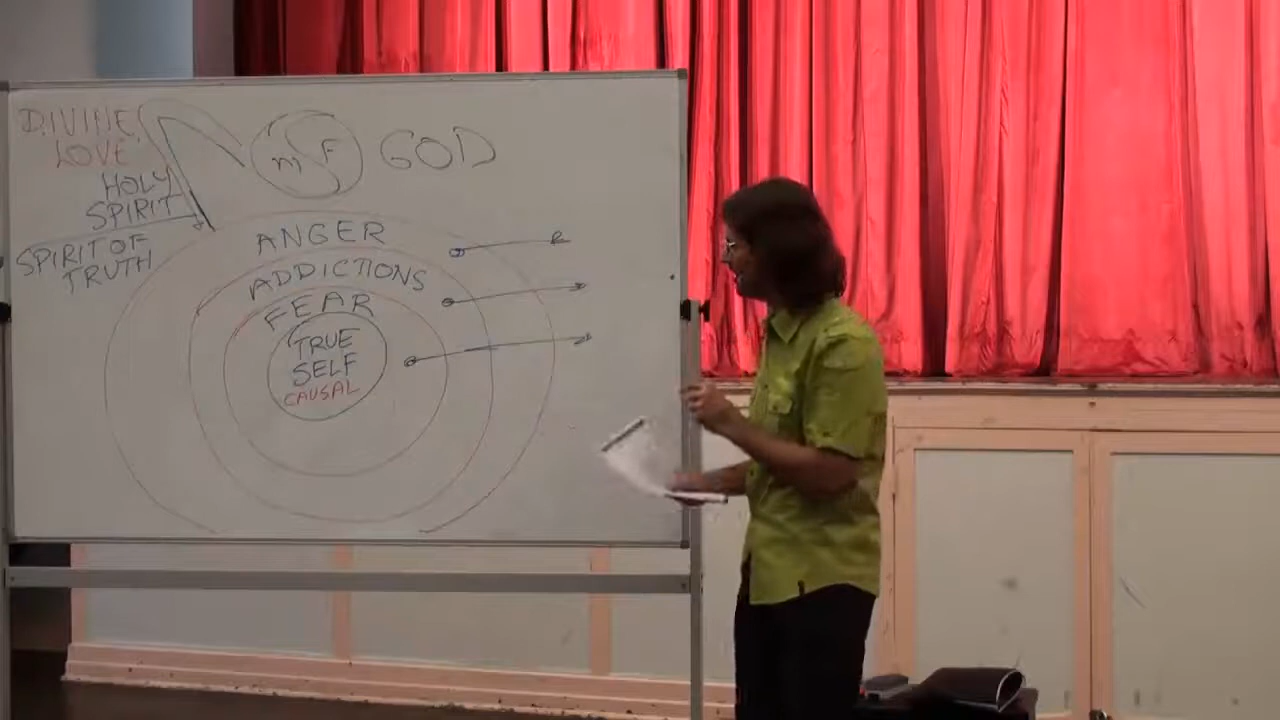 DIVINE
LOVE
HOLY
SPIRIT
SPIRIT OF
TRUTH
m F GOD
ANGER
ADDICTIONS
FEAR
TRUE
SELF
CAUSAL